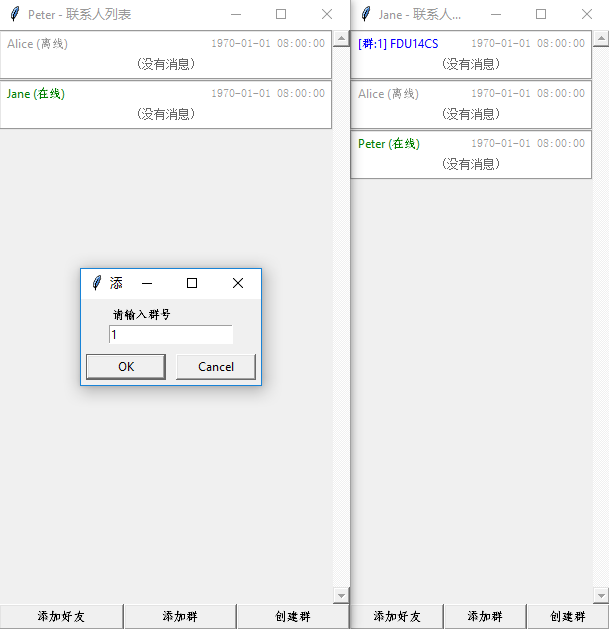 Peter - 联系人列表
Alice (离线) 1970-01-01 08:00:00
(没有消息)
Jane (在线) 1970-01-01 08:00:00
(没有消息)
添
请输入群号
1
OK Cancel
添加好友 添加群 创建群
Jane - 联系人...
[群:1] FDU14CS 1970-01-01 08:00:00
(没有消息)
Alice (离线) 1970-01-01 08:00:00
(没有消息)
Peter (在线) 1970-01-01 08:00:00
(没有消息)
添加好友 添加群 创建群